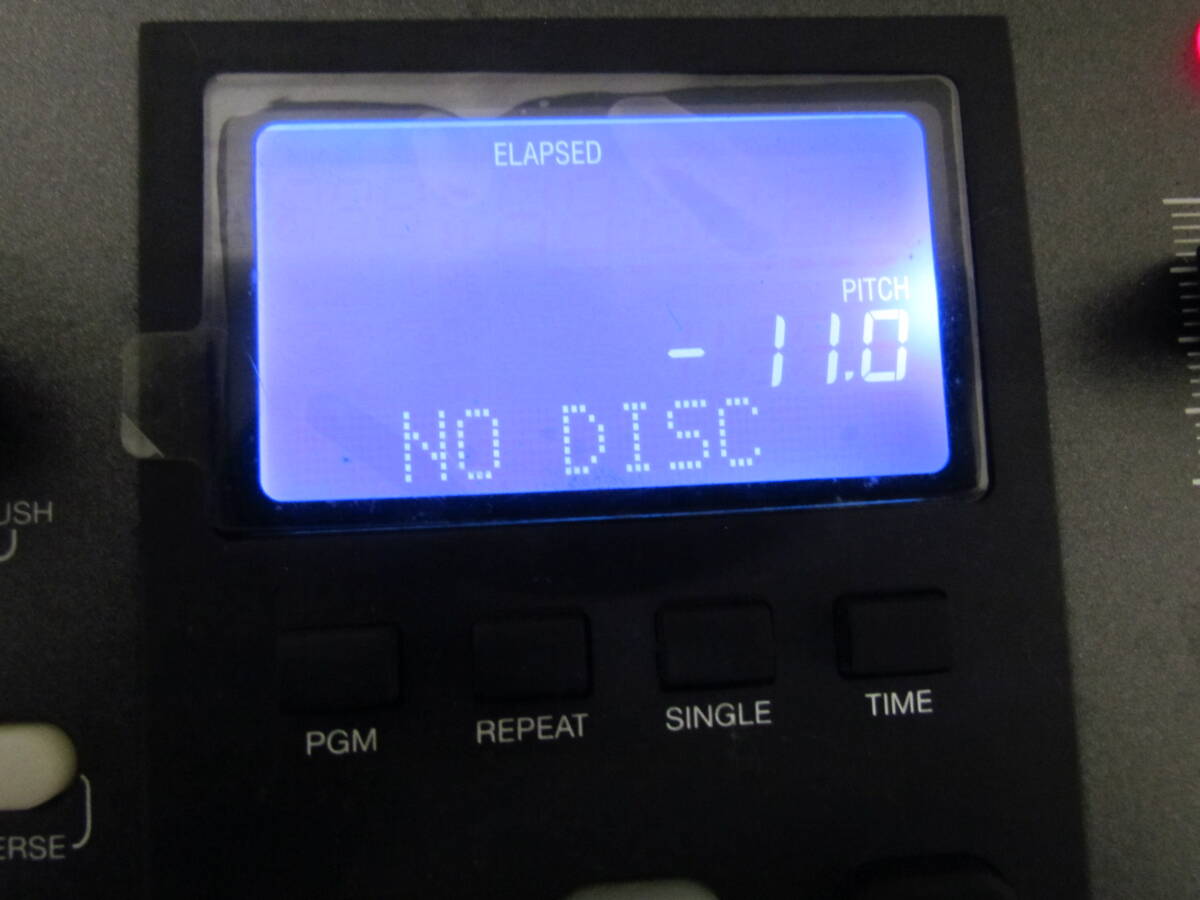 ELAPSED
PITCH
-11.0
NO DISC
USH
PGM
REPEAT
SINGLE
TIME
ERSE